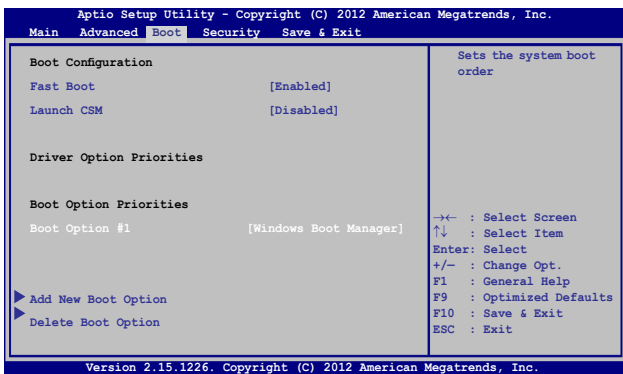 Aptio Setup Utility - Copyright (C) 2012 American Megatrends, Inc.
Main Advanced Boot Security Save & Exit
Boot Configuration
Fast Boot [Enabled]
Launch CSM [Disabled]
Driver Option Priorities
Boot Option Priorities
Boot Option #1 [Windows Boot Manager]
Add New Boot Option
Delete Boot Option
Sets the system boot
order
→← : Select Screen
↑↓ : Select Item
Enter: Select
+/— : Change Opt.
F1 : General Help
F9 : Optimized Defaults
F10 : Save & Exit
ESC : Exit
Version 2.15.1226. Copyright (C) 2012 American Megatrends, Inc.